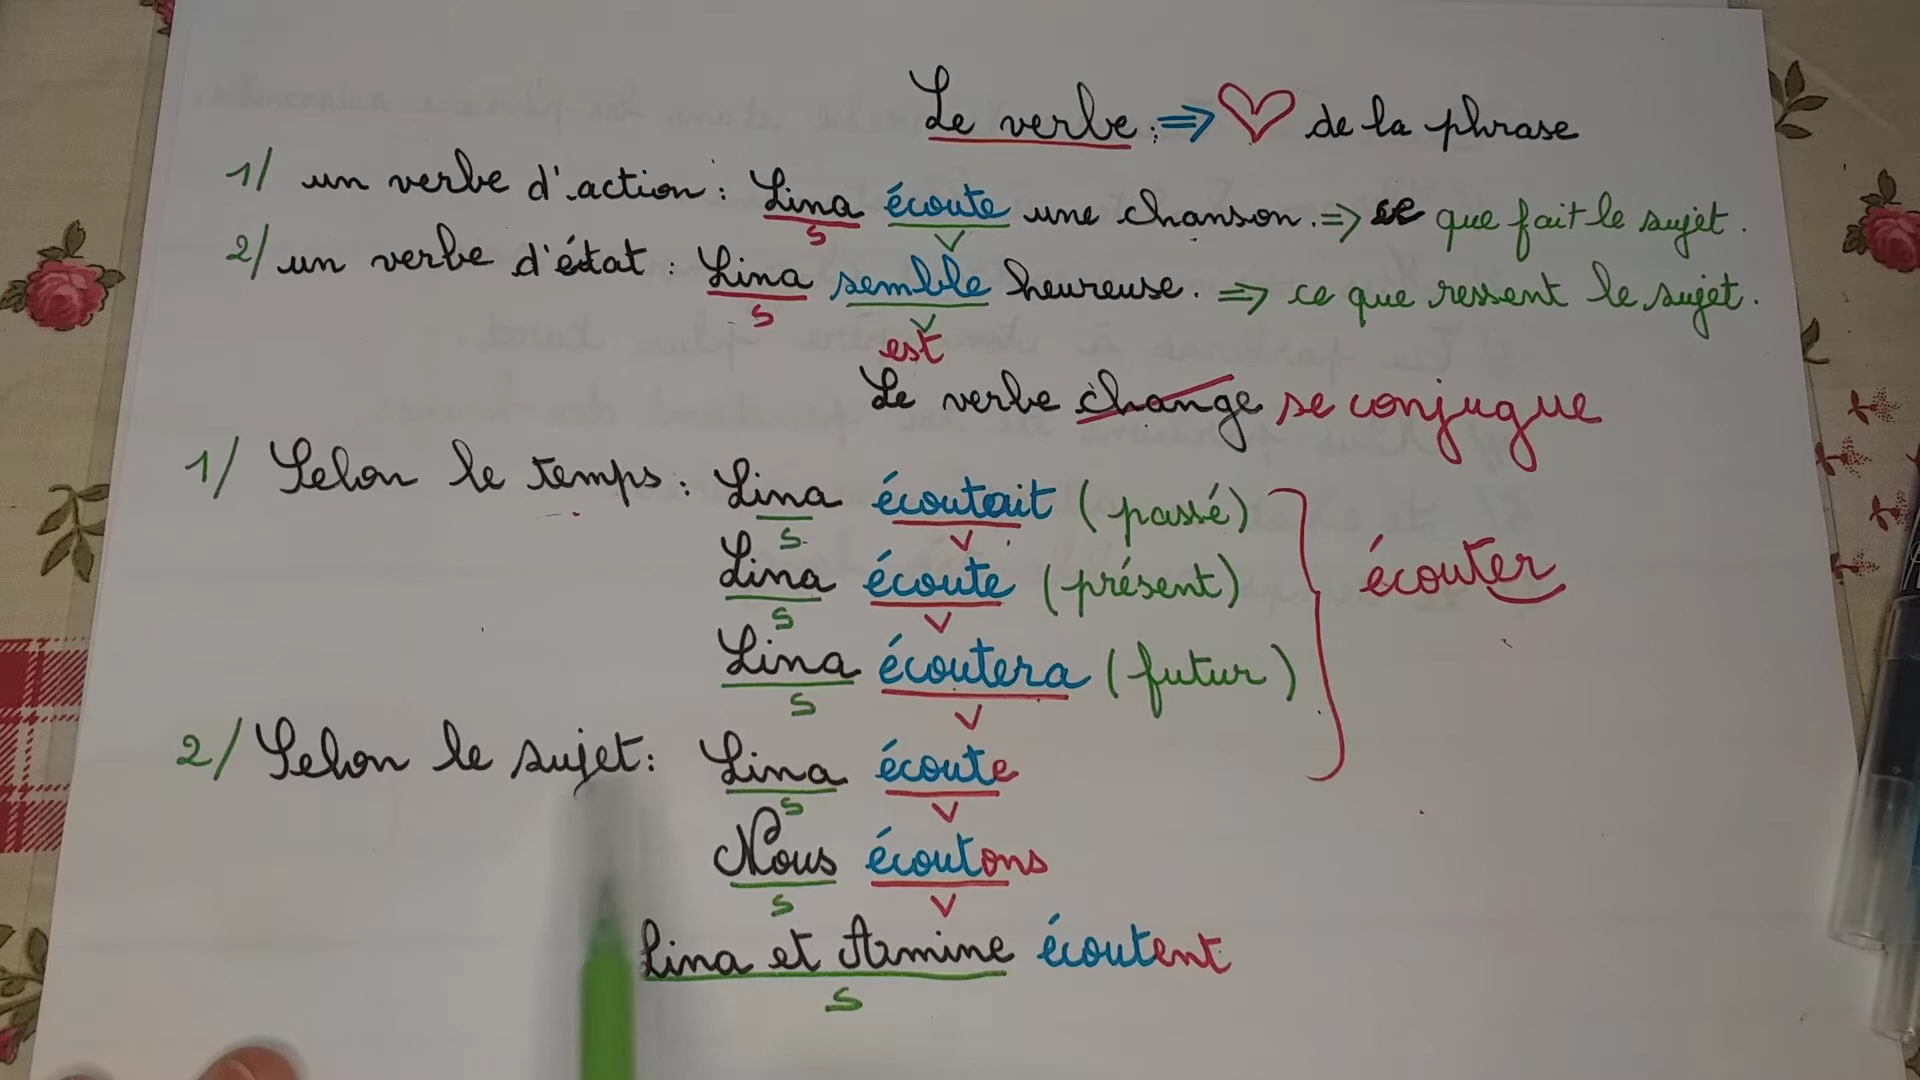 Le verbe : ⇒ ♡ de la phrase
1/ un verbe d'action : Lina écoute une chanson. ⇒ ce que fait le sujet.
S V
2/ un verbe d'état : Lina semble heureuse. ⇒ ce que ressent le sujet.
S V
est
Le verbe change se conjugue
1/ Selon le temps : Lina écoutait (passé)
S V
Lina écoute (présent) écouter
S V
Lina écoutera (futur)
S V
2/ Selon le sujet : Lina écoute
S V
Nous écoutons
S V
Lina et Amine écoutent
S